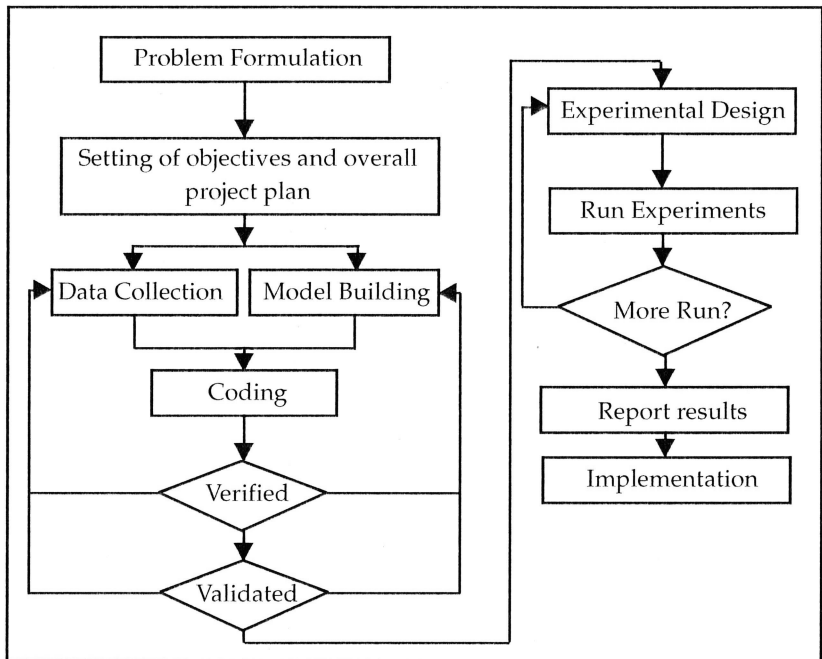 Problem Formulation
Setting of objectives and overall
project plan
Data Collection
Model Building
Coding
Verified
Validated
Experimental Design
Run Experiments
More Run?
Report results
Implementation